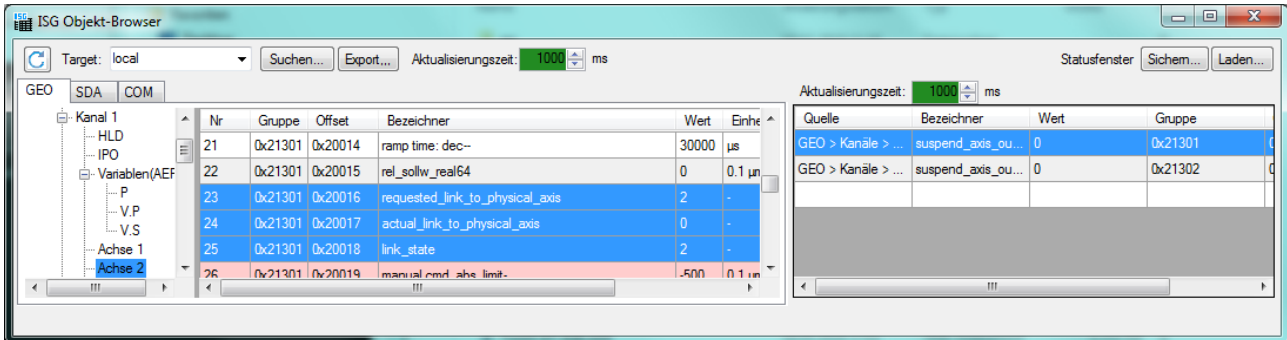 ISG Objekt-Browser
Target: local Suchen... Export,,, Aktualisierungszeit: 1000 ms Statusfenster Sichern... Laden...
GEO SDA COM
Kanal 1
HLD
IPO
Variablen(AEF
P
V.P
V.S
Achse 1
Achse 2
Nr Gruppe Offset Bezeichner Wert Einhe
21 0x21301 0x20014 ramp time: dec-- 30000 µs
22 0x21301 0x20015 rel_sollw_real64 0 0.1 µm
23 0x21301 0x20016 requested_link_to_physical_axis 2 -
24 0x21301 0x20017 actual_link_to_physical_axis 0 -
25 0x21301 0x20018 link_state 2 -
26 0x21301 0x20019 manual cmd. abs. limit- -500 0.1 µm
Aktualisierungszeit: 1000 ms
Quelle Bezeichner Wert Gruppe
GEO > Kanäle > ... suspend_axis_ou... 0 0x21301
GEO > Kanäle > ... suspend_axis_ou... 0 0x21302